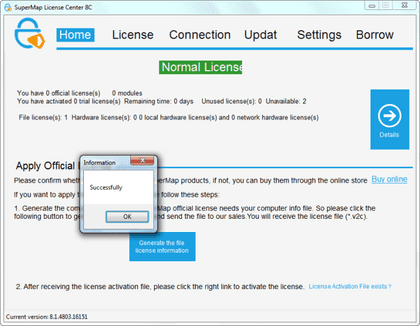 SuperMap License Center 8C
Home License Connection Updat Settings Borrow
Normal License
You have 0 official license(s) 0 modules
You have activated 0 trial license(s) Remaining time: 0 days Unused license(s): 0 Unavailable: 2
File license(s): 1 Hardware license(s): 0 0 local hardware license(s) and 0 network hardware license(s)
Details
Apply Official
Information
Successfully
OK
Please confirm wheth perMap products, if not, you can buy them through the online store Buy online
If you want to apply t follow these steps:
1. Generate the com Map official license needs your computer info file. So please click the
following button to ge and send the file to our sales.You will receive the license file (*.v2c).
Generate the file
license information
2. After receiving the license activation file, please click the right link to activate the license. License Activation File exists?
Current version: 8.1.4803.16151